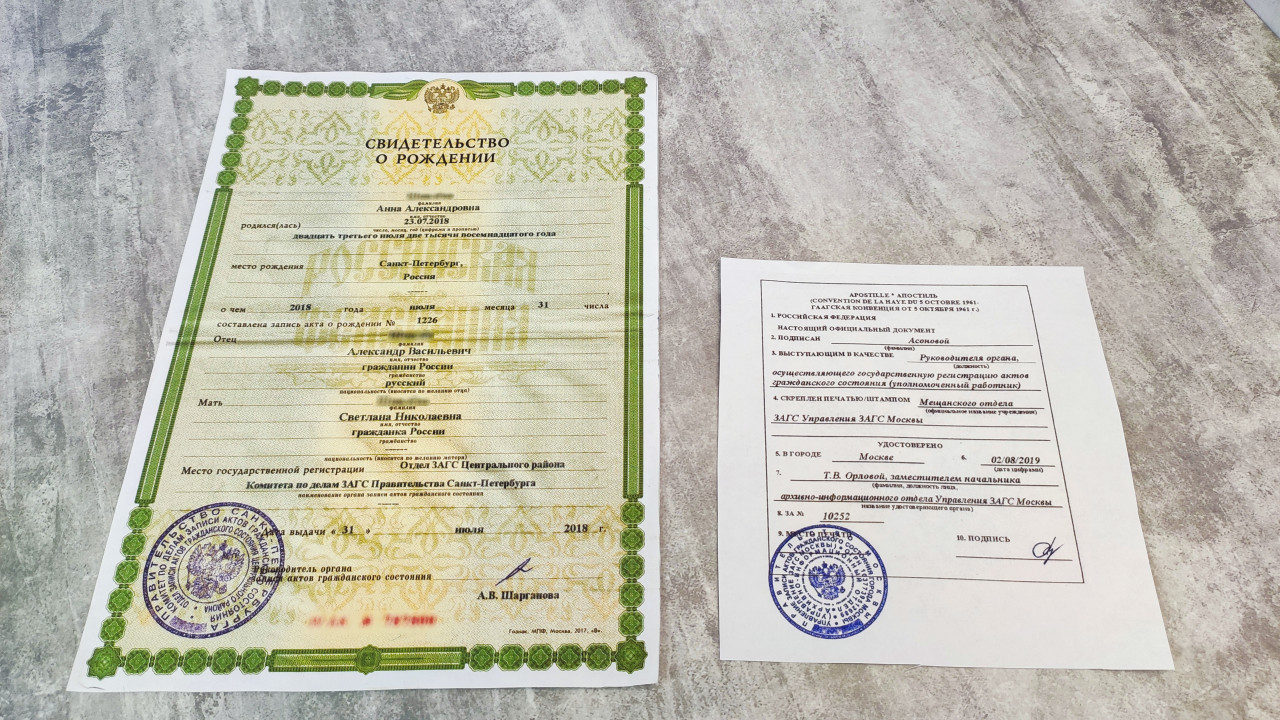 СВИДЕТЕЛЬСТВО
О РОЖДЕНИИ
фамилия
Анна Александровна
имя, отчество
родился(лась) 23.07.2018
число, месяц, год (цифрами и прописью)
двадцать третьего июля две тысячи восемнадцатого года
место рождения Санкт-Петербург,
Россия
о чем 2018 года июля месяца 31 числа
составлена запись акта о рождении № 1226
Отец
фамилия
Александр Васильевич
имя, отчество
гражданин России
гражданство
русский
национальность (вносится по желанию отца)
Мать
фамилия
Светлана Николаевна
имя, отчество
гражданка России
гражданство
национальность (вносится по желанию матери)
Место государственной регистрации Отдел ЗАГС Центрального района
Комитета по делам ЗАГС Правительства Санкт-Петербурга
наименование органа записи актов гражданского состояния
Дата выдачи « 31 » июля 2018 г.
Руководитель органа
записи актов гражданского состояния
А.В. Шарганова
Гознак, МПФ, Москва, 2017, «В».
APOSTILLE * АПОСТИЛЬ
(CONVENTION DE LA HAYE DU 5 OCTOBRE 1961
ГААГСКАЯ КОНВЕНЦИЯ ОТ 5 ОКТЯБРЯ 1961 г.)
1. РОССИЙСКАЯ ФЕДЕРАЦИЯ
НАСТОЯЩИЙ ОФИЦИАЛЬНЫЙ ДОКУМЕНТ
2. ПОДПИСАН Асоновой
(фамилия)
3. ВЫСТУПАЮЩИМ В КАЧЕСТВЕ Руководителя органа,
(должность)
осуществляющего государственную регистрацию актов
гражданского состояния (уполномоченный работник)
4. СКРЕПЛЕН ПЕЧАТЬЮ/ШТАМПОМ Мещанского отдела
(официальное название учреждения)
ЗАГС Управления ЗАГС Москвы
УДОСТОВЕРЕНО
5. В ГОРОДЕ Москве 6. 02/08/2019
(дата цифрами)
7. Т.В. Орловой, заместителем начальника
(фамилия, должность лица,
архивно-информационного отдела Управления ЗАГС Москвы
название удостоверяющего органа)
8. ЗА № 10252
9. МЕСТО ПЕЧАТИ 10. ПОДПИСЬ